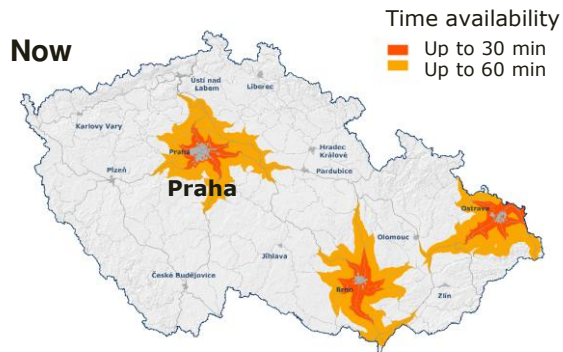 Time availability
Now
Up to 30 min
Up to 60 min
Ústí nad
Labem
Liberec
Karlovy Vary
Hradec
Králové
Praha
Plzeň
Pardubice
Praha
Ostrava
Olomouc
Jihlava
České Budějovice
Brno
Zlín